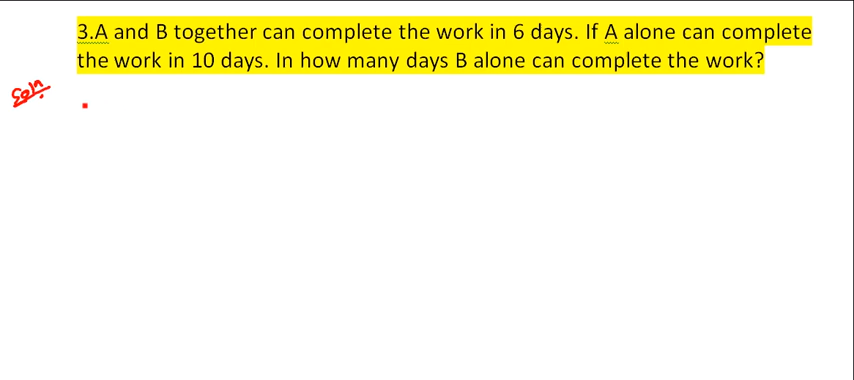 3.A and B together can complete the work in 6 days. If A alone can complete
the work in 10 days. In how many days B alone can complete the work?
Soln